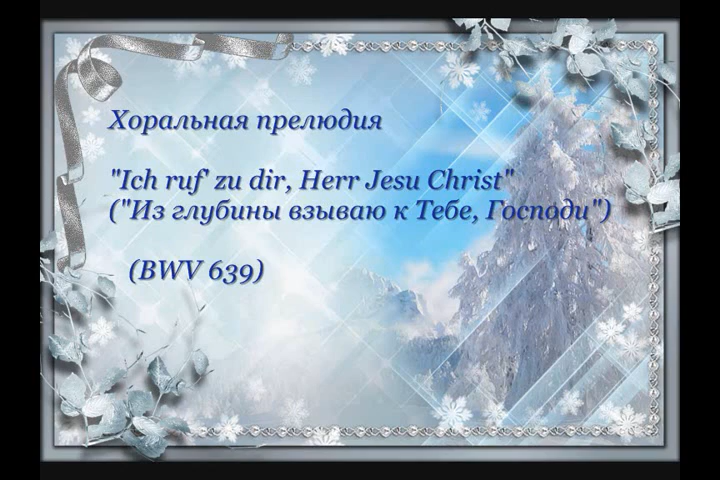 Хоральная прелюдия
"Ich ruf' zu dir, Herr Jesu Christ"
("Из глубины взываю к Тебе, Господи")
(BWV 639)